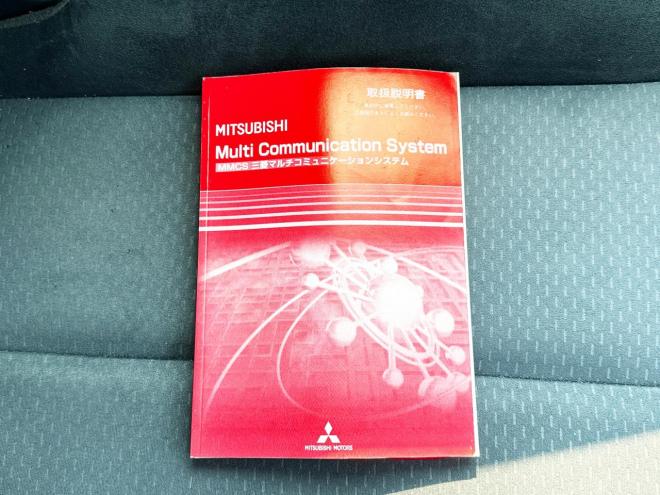 取扱説明書
MITSUBISHI
Multi Communication System
MMCS 三菱マルチコミュニケーションシステム
MITSUBISHI MOTORS